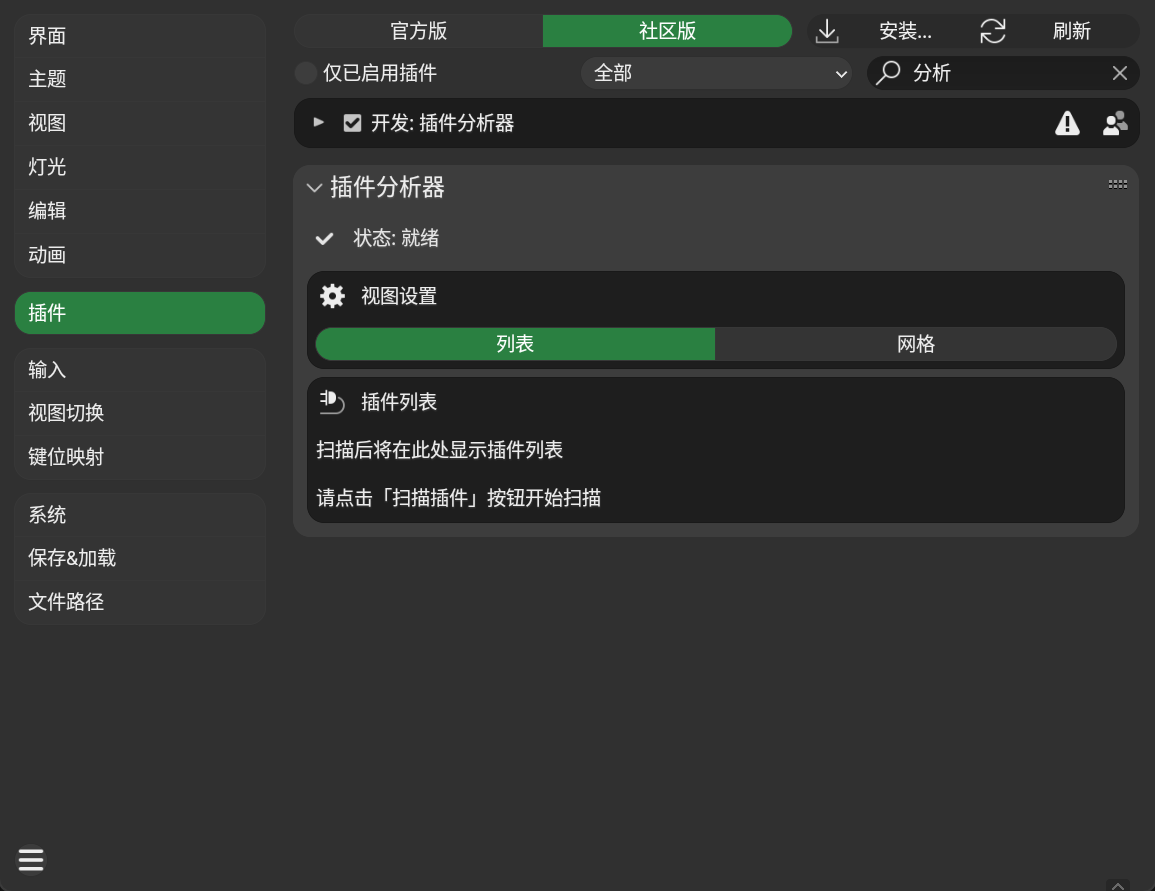 界面
主题
视图
灯光
编辑
动画
插件
输入
视图切换
键位映射
系统
保存&加载
文件路径
官方版 社区版 安装... 刷新
仅已启用插件 全部 分析
开发: 插件分析器
插件分析器
状态: 就绪
视图设置
列表 网格
插件列表
扫描后将在此处显示插件列表
请点击「扫描插件」按钮开始扫描